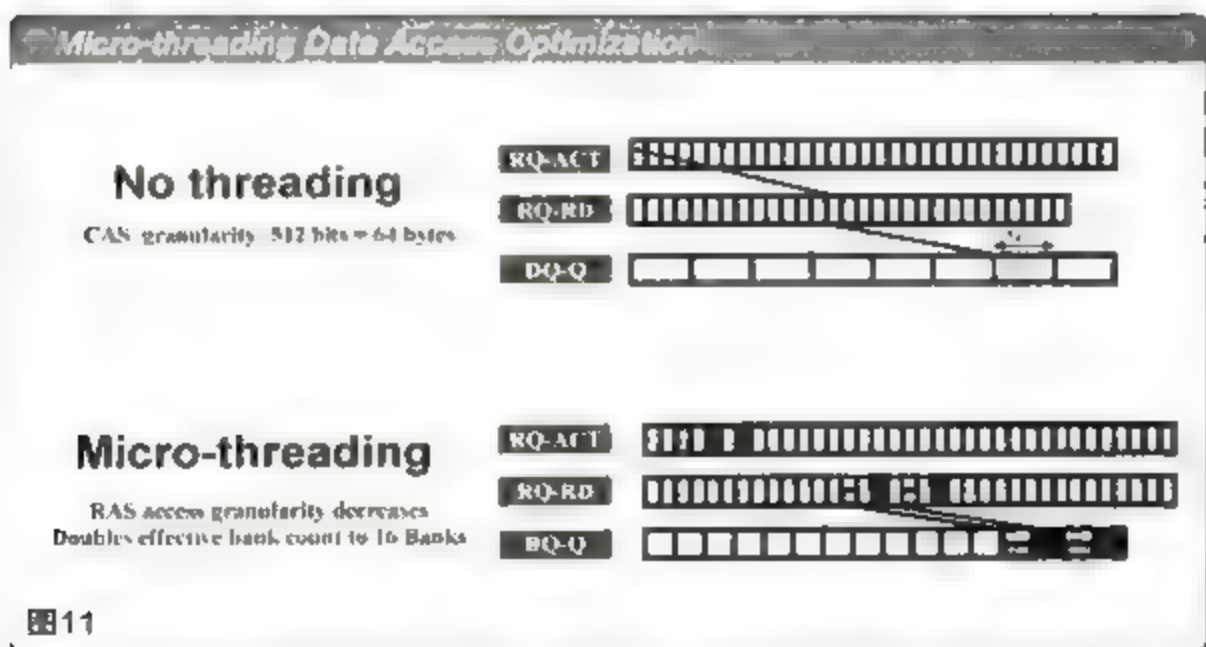 Micro-threading Data Access Optimization
No threading
CAS granularity 512 bits = 64 bytes
RQ-ACT
RQ-RD
DQ-Q
Micro-threading
RAS access granularity decreases
Doubles effective bank count to 16 Banks
RQ-ACT
RQ-RD
DQ-Q
图11